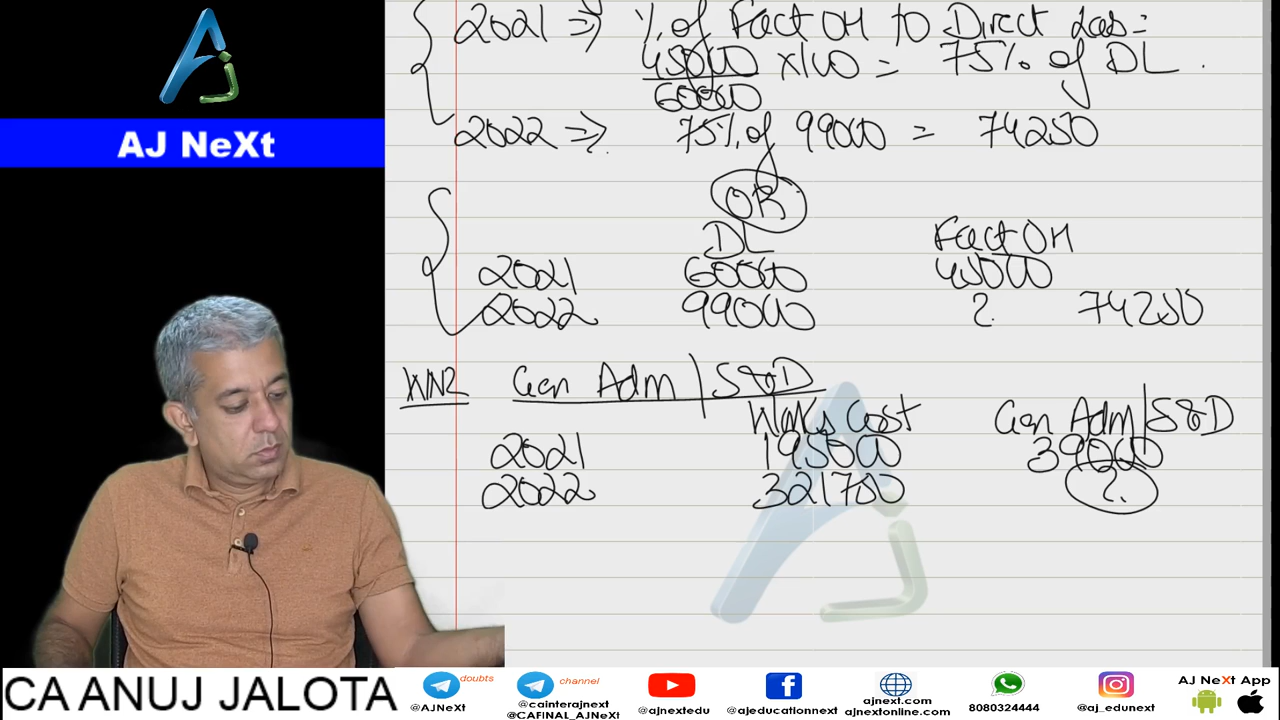 AJ NeXt
2021 ⇒ % of Fact OH to Direct Lab =
45000 x100 = 75% of DL .
60000
2022 ⇒ 75% of 99000 = 74250
OR
DL Fact OH
2021 60000 45000
2022 99000 ? 74250
WN2 Gen Adm | S&D
Works Cost Gen Adm | S&D
2021 195000 39000
2022 321750 ?
CA ANUJ JALOTA
doubts
@AJNeXt
channel
@cainterajnext
@CAFINAL_AJNeXt
@ajnextedu
@ajeducationnext
ajnext.com
ajnextonline.com
8080324444
@aj_edunext
AJ NeXt App